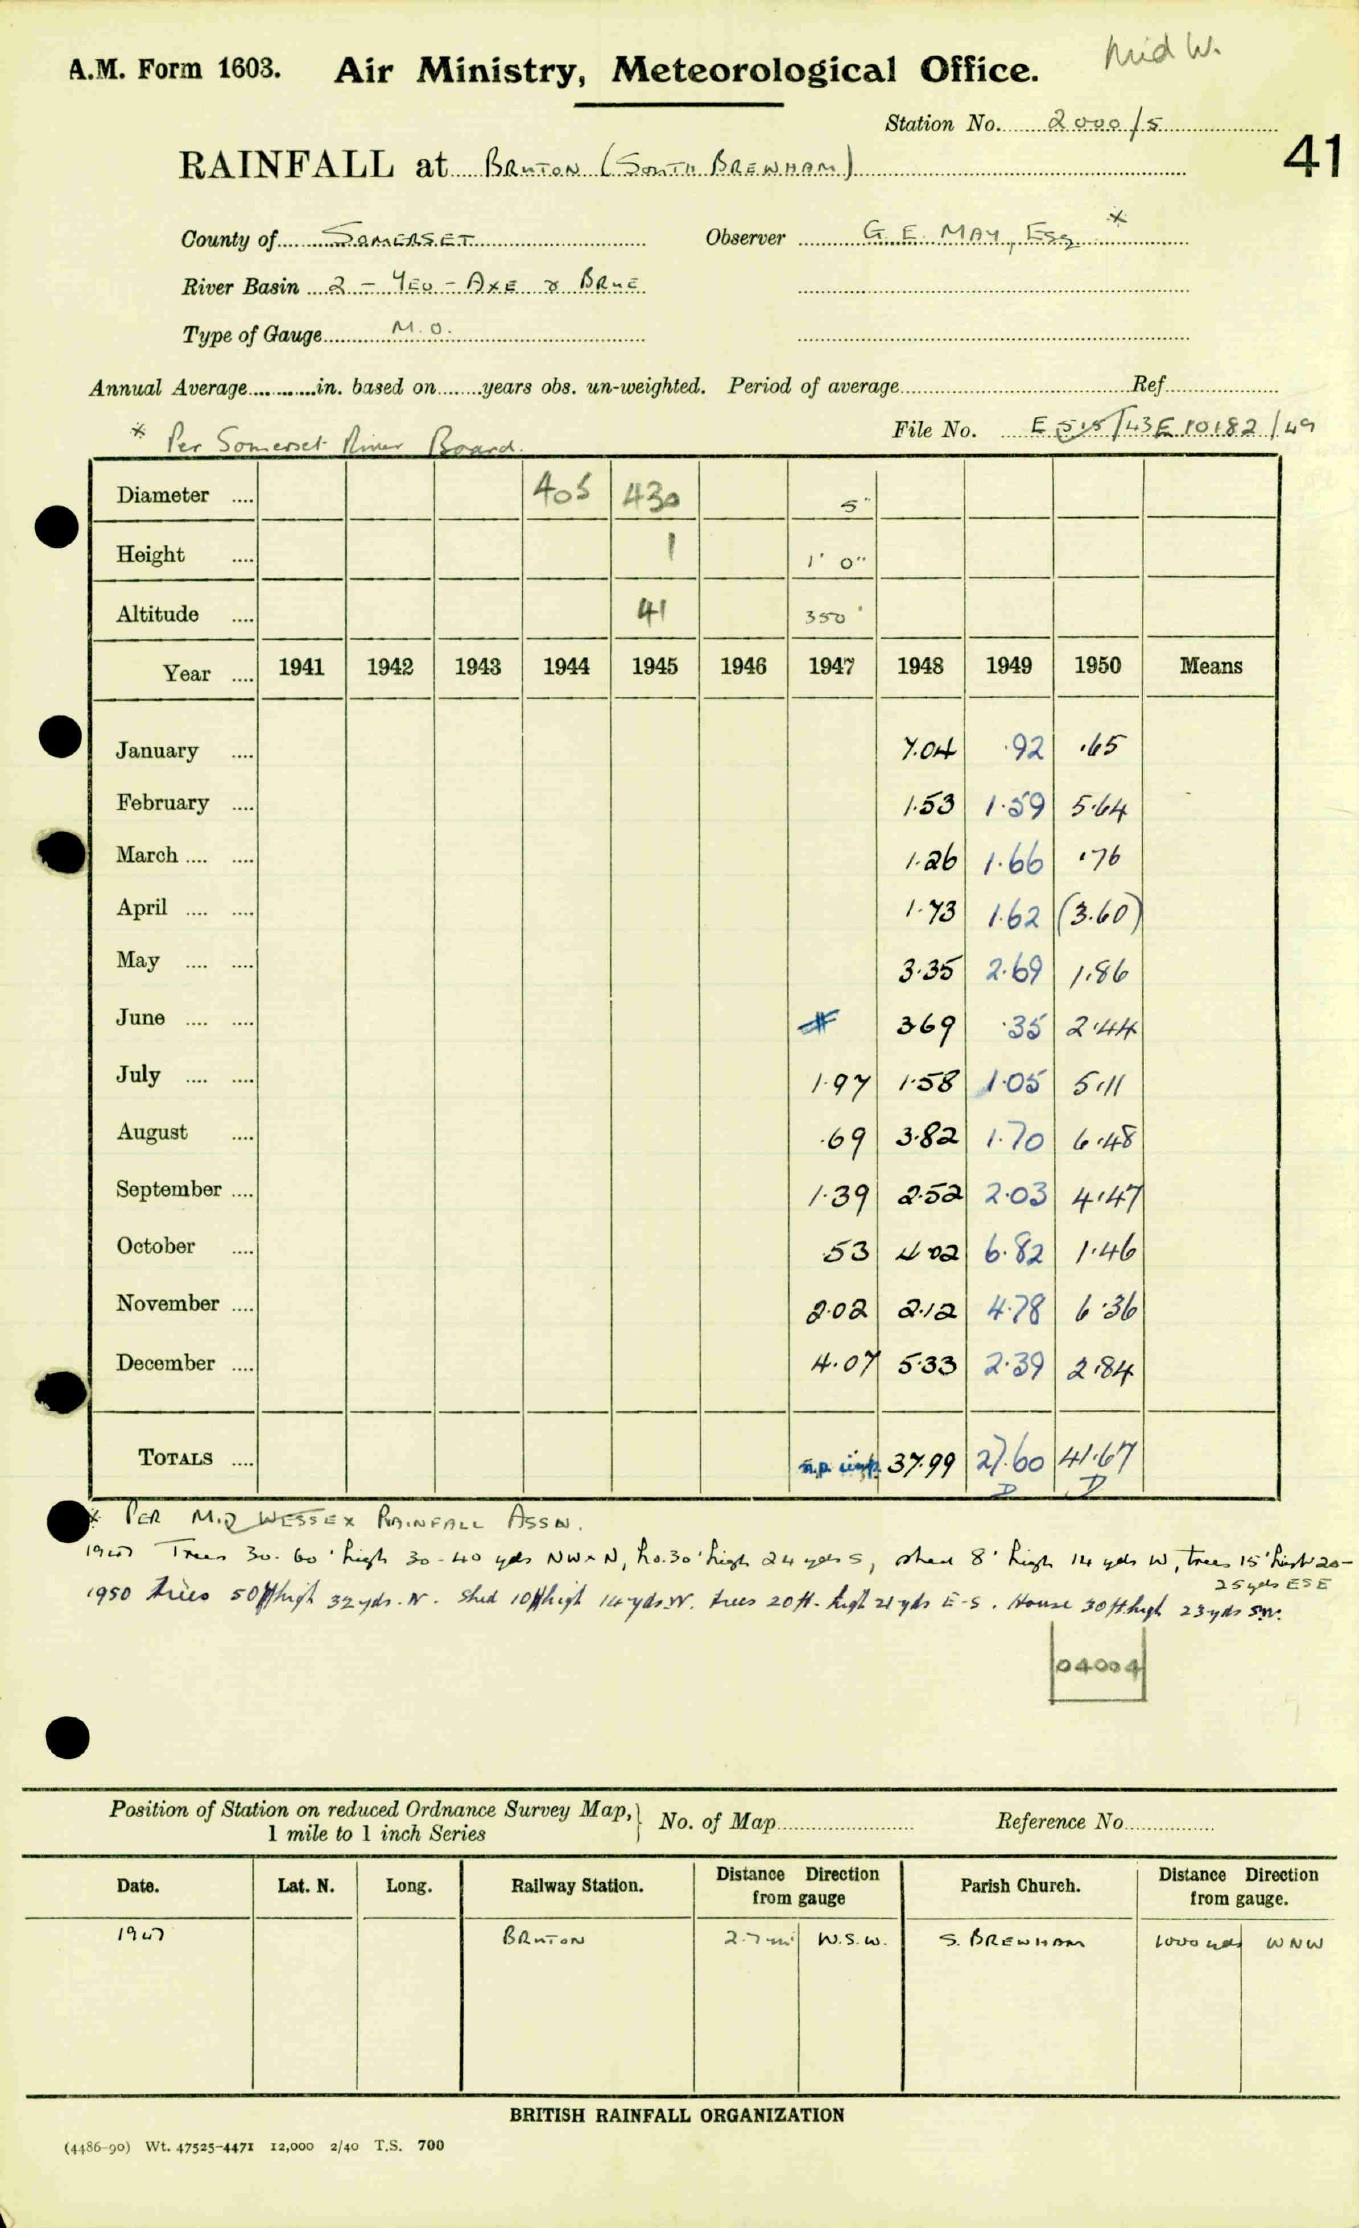 Mid W.
A.M. Form 1603. Air Ministry, Meteorological Office.
Station No. 2000/5
41
RAINFALL at BRUTON (SOUTH BREWHAM)
County of SOMERSET Observer G. E. MAY, ESQ *
River Basin 2 - YEO - AXE & BRUE
Type of Gauge M.O.
Annual Average in. based on years obs. un-weighted. Period of average Ref.
File No. E 515/43 E 10182/49
* Per Somerset River Board.
Diameter .... 405 430 5"
Height .... 1 1' 0"
Altitude .... 41 350'
Year .... 1941 1942 1943 1944 1945 1946 1947 1948 1949 1950 Means
January .... 7.04 .92 .65
February .... 1.53 1.59 5.64
March .... .... 1.26 1.66 .76
April .... .... 1.73 1.62 (3.60)
May .... .... 3.35 2.69 1.86
June .... .... # 369 .35 2.44
July .... .... 1.97 1.58 1.05 5.11
August .... .69 3.82 1.70 6.48
September .... 1.39 2.52 2.03 4.47
October .... .53 4.02 6.82 1.46
November .... 2.02 2.12 4.78 6.36
December .... 4.07 5.33 2.39 2.84
TOTALS .... n.p. imp. 37.99 27.60 41.67
D D
* PER MID WESSEX RAINFALL ASSN.
1947 Trees 30-60' high 30-40 yds NW-N, ho. 30' high 24 yds S, shed 8' high 14 yds W, trees 15' high 20-
25 yds ESE
1950 trees 50ft high 32 yds. N. Shed 10ft high 14 yds W. trees 20 ft. high 21 yds E-S. House 30 ft high 23 yds SW.
04004
Position of Station on reduced Ordnance Survey Map, } No. of Map Reference No.
1 mile to 1 inch Series
Date. Lat. N. Long. Railway Station. Distance Direction from gauge Parish Church. Distance Direction from gauge.
1947 BRUTON 2.7 mi W.S.W. S. BREWHAM 1000 yds WNW
BRITISH RAINFALL ORGANIZATION
(4486-90) Wt. 47525-4471 12,000 2/40 T.S. 700